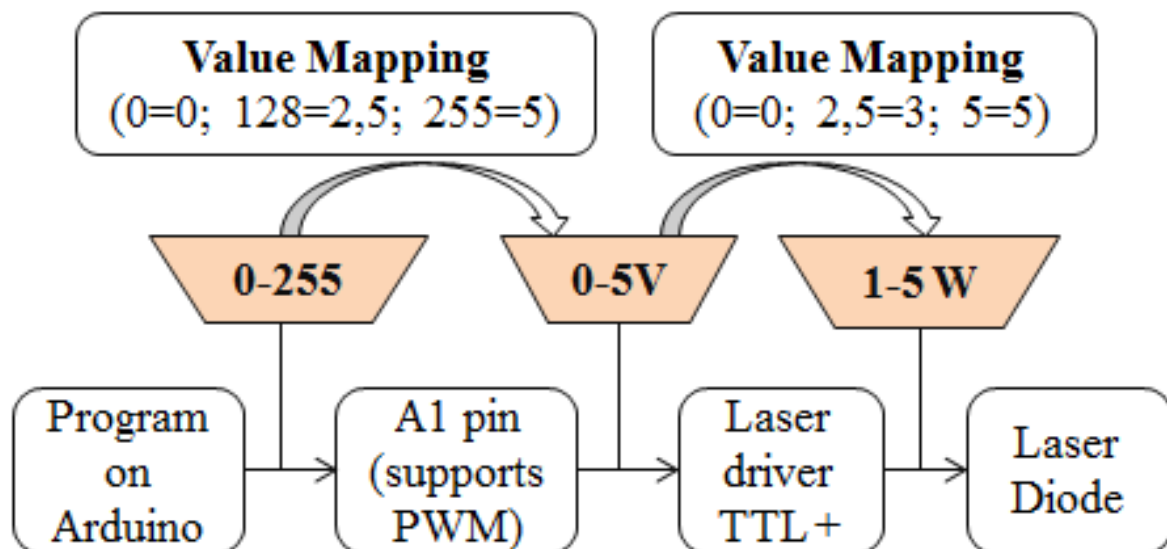 Value Mapping
(0=0; 128=2,5; 255=5)
Value Mapping
(0=0; 2,5=3; 5=5)
0-255
0-5V
1-5 W
Program
on
Arduino
A1 pin
(supports
PWM)
Laser
driver
TTL+
Laser
Diode